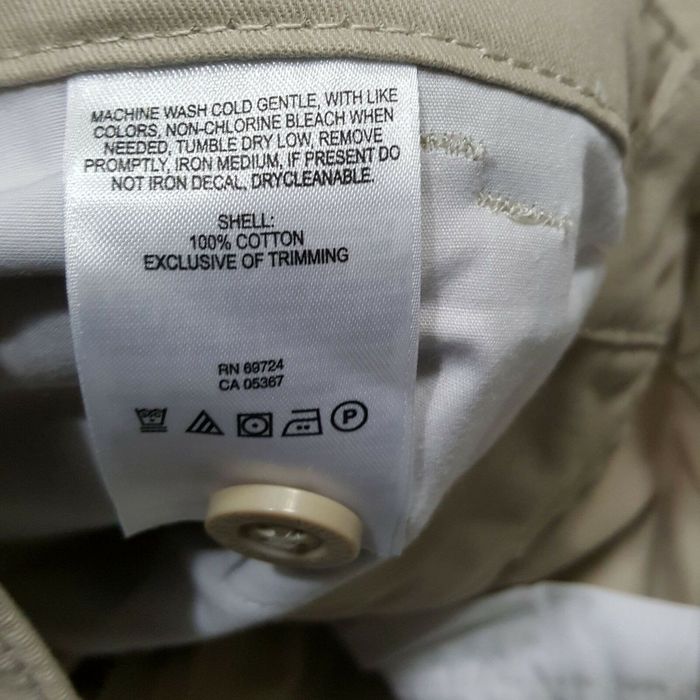 MACHINE WASH COLD GENTLE, WITH LIKE
COLORS, NON-CHLORINE BLEACH WHEN
NEEDED, TUMBLE DRY LOW, REMOVE
PROMPTLY, IRON MEDIUM, IF PRESENT DO
NOT IRON DECAL, DRYCLEANABLE.
SHELL:
100% COTTON
EXCLUSIVE OF TRIMMING
RN 69724
CA 05367
P